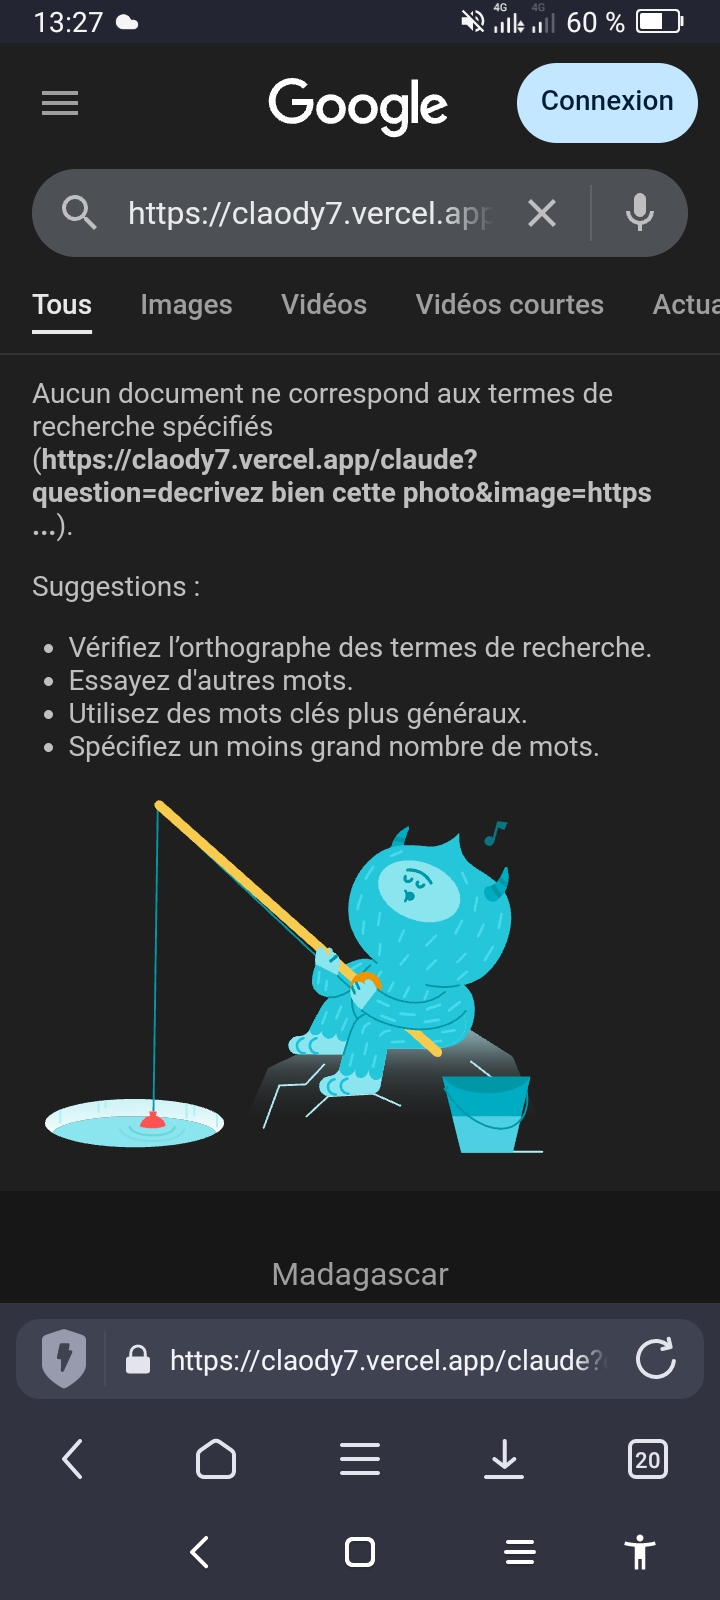 13:27
4G 4G 60 %
Google
Connexion
https://claody7.vercel.app
Tous Images Vidéos Vidéos courtes Actua
Aucun document ne correspond aux termes de
recherche spécifiés
(https://claody7.vercel.app/claude?
question=decrivez bien cette photo&image=https
...).
Suggestions :
• Vérifiez l’orthographe des termes de recherche.
• Essayez d'autres mots.
• Utilisez des mots clés plus généraux.
• Spécifiez un moins grand nombre de mots.
Madagascar
https://claody7.vercel.app/claude?
20